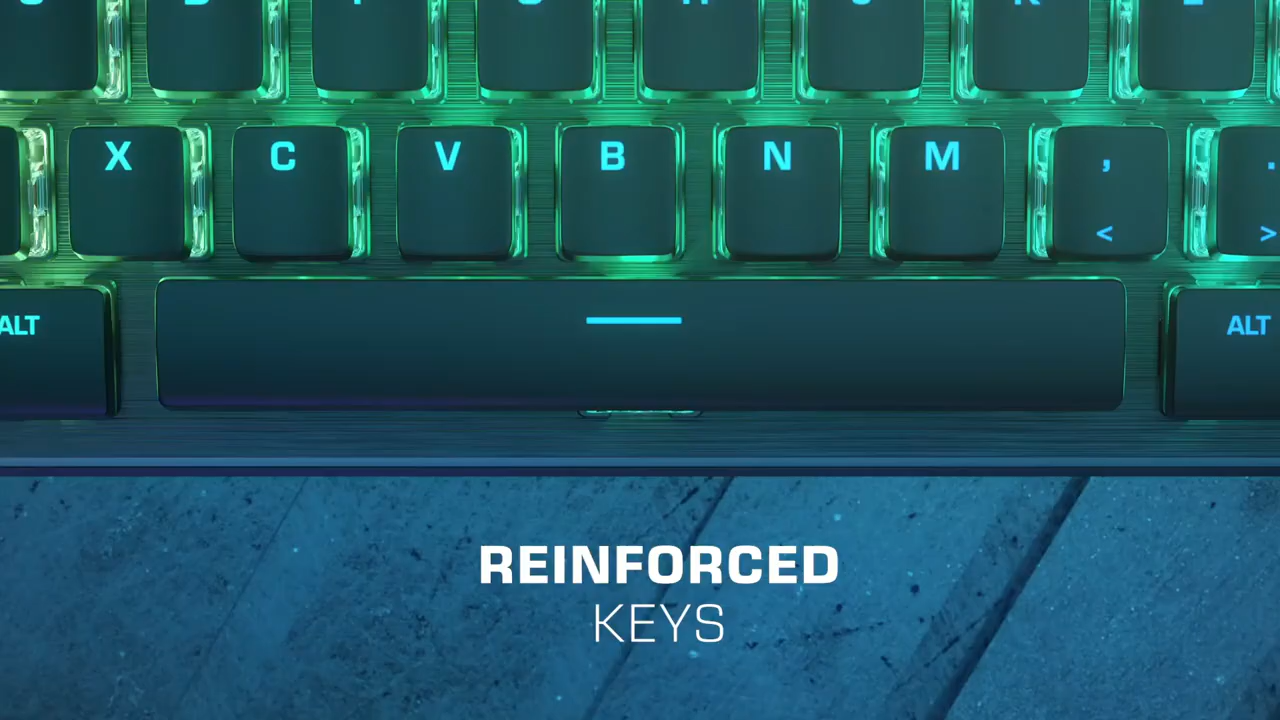 X C V B N M , .
< >
ALT ALT
REINFORCED
KEYS